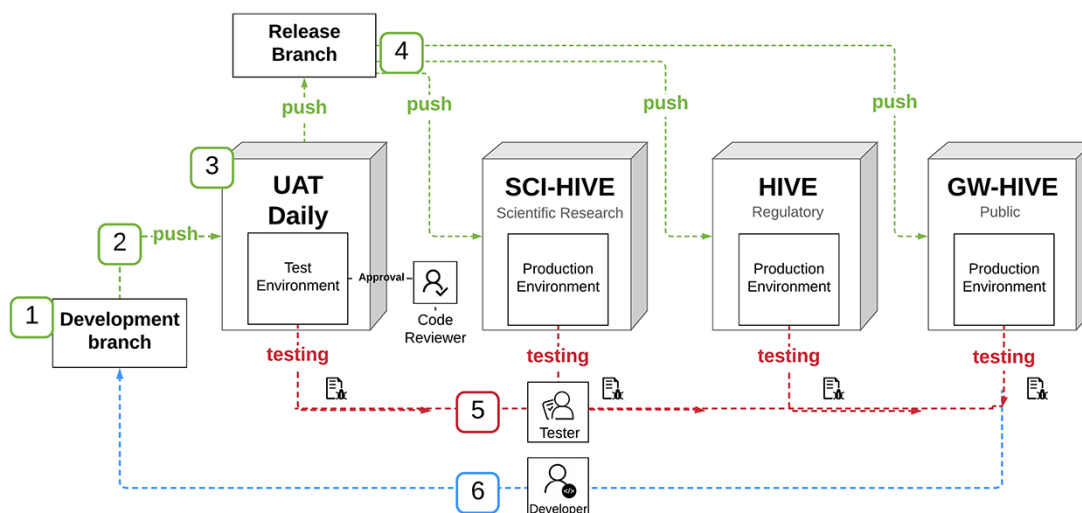 Release
Branch
4
push
push
push
push
3
UAT
Daily
SCI-HIVE
Scientific Research
HIVE
Regulatory
GW-HIVE
Public
2
push
Test
Environment
Approval
Code
Reviewer
Production
Environment
Production
Environment
Production
Environment
1
Development
branch
testing
testing
testing
testing
5
Tester
6
Developer